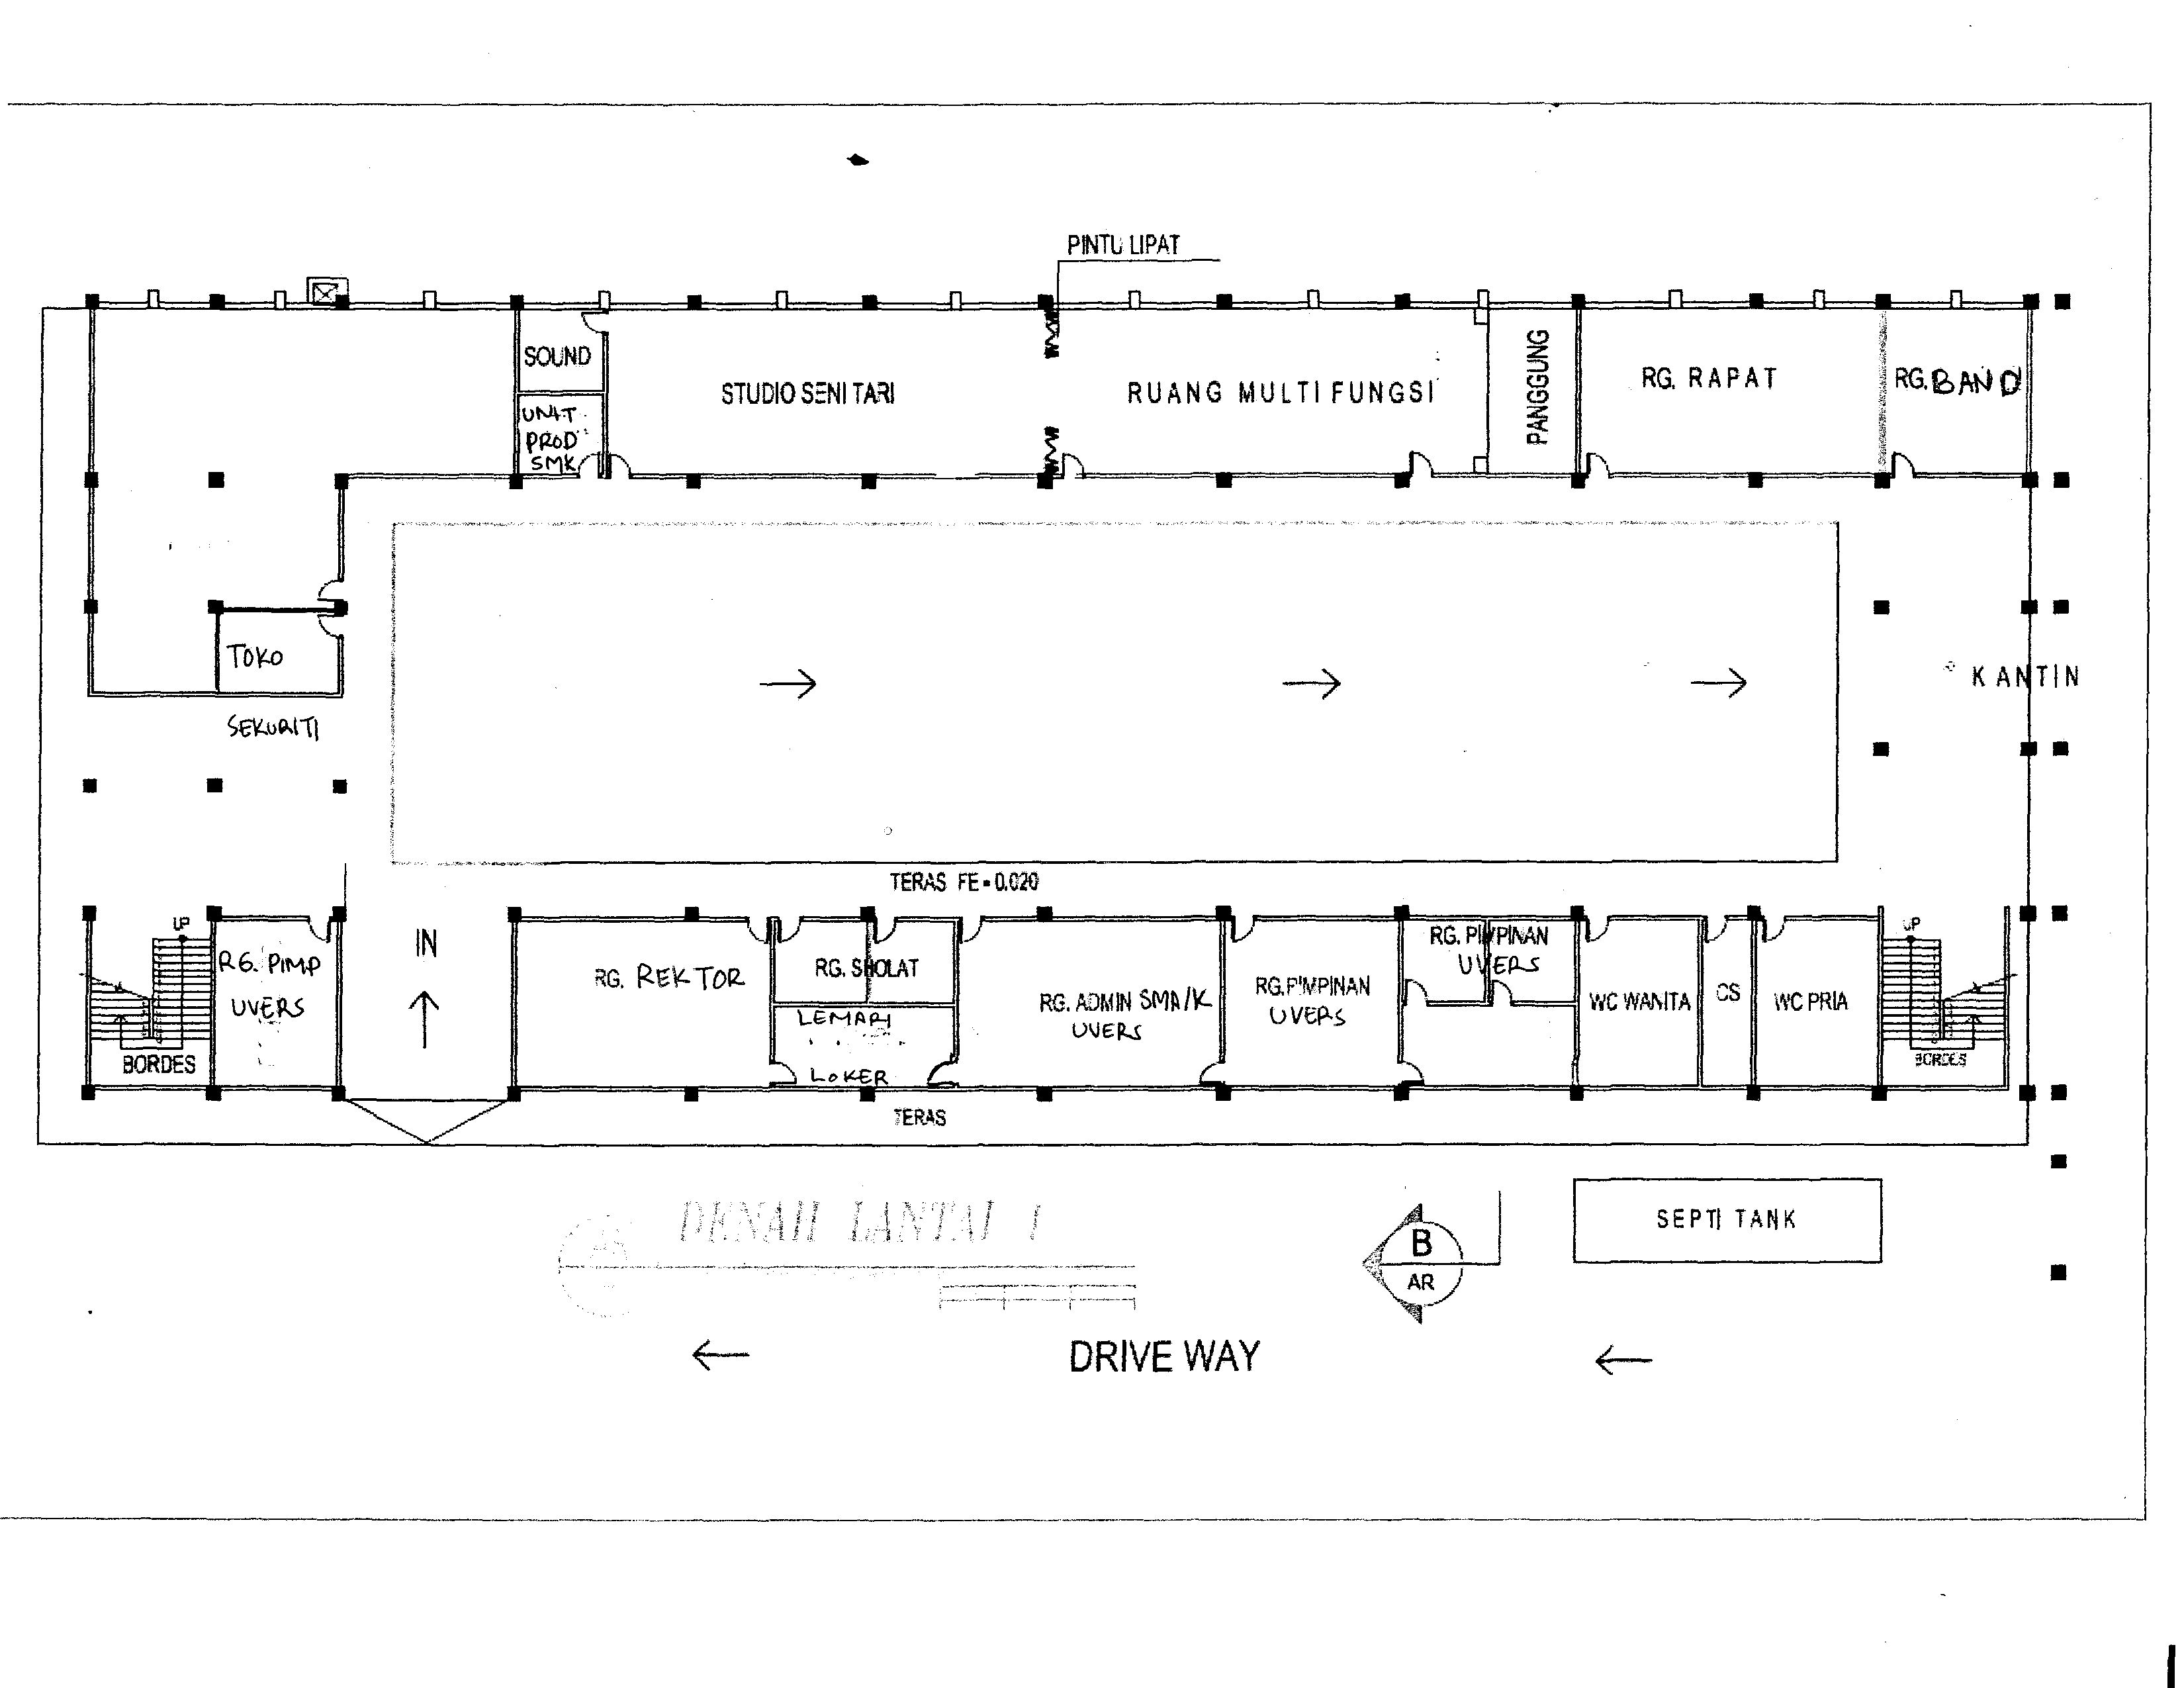 PINTU LIPAT
SOUND
UNIT
PROD
SMK
STUDIO SENI TARI
RUANG MULTI FUNGSI
PANGGUNG
RG. RAPAT
RG. BAND
TOKO
SEKURITI
KANTIN
TERAS FE=0.020
UP
BORDES
RG. PIMP
UVERS
IN
RG. REKTOR
RG. SHOLAT
LEMARI
LOKER
RG. ADMIN SMA/K
UVERS
RG.PIMPINAN
UVERS
RG. PIMPINAN
UVERS
WC WANITA
CS
WC PRIA
UP
BORDES
TERAS
DENAH LANTAI 1
B
AR
SEPTI TANK
DRIVE WAY